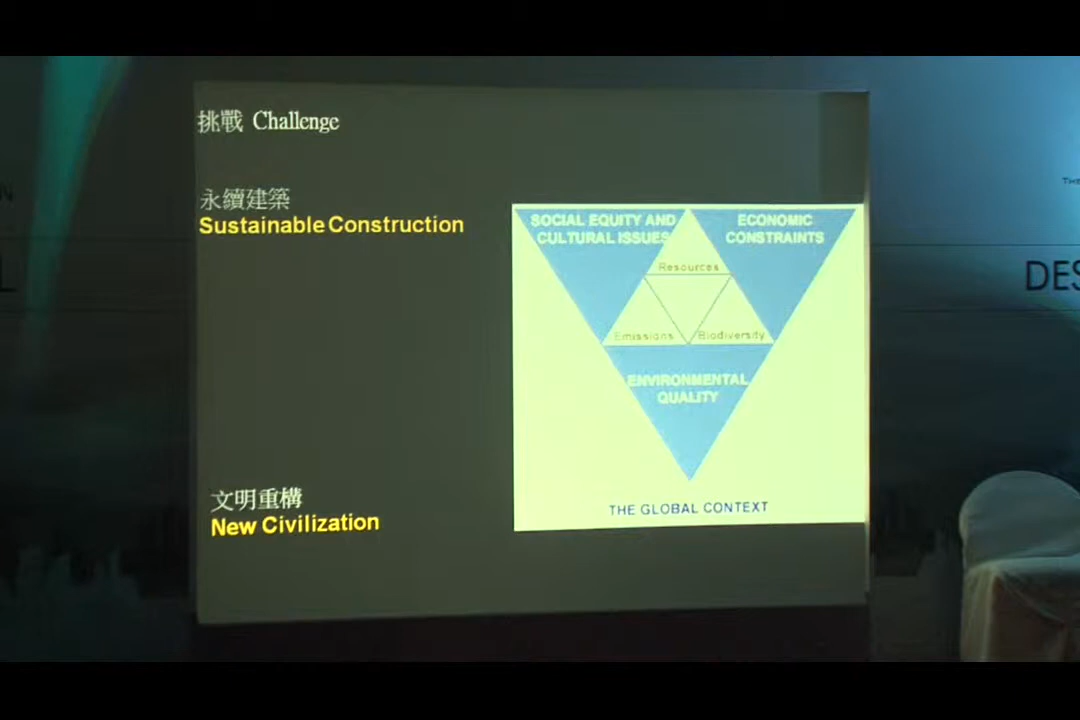 挑戰 Challenge
永續建築
Sustainable Construction
SOCIAL EQUITY AND
CULTURAL ISSUES
ECONOMIC
CONSTRAINTS
Resources
Emissions
Biodiversity
ENVIRONMENTAL
QUALITY
THE GLOBAL CONTEXT
文明重構
New Civilization
DES